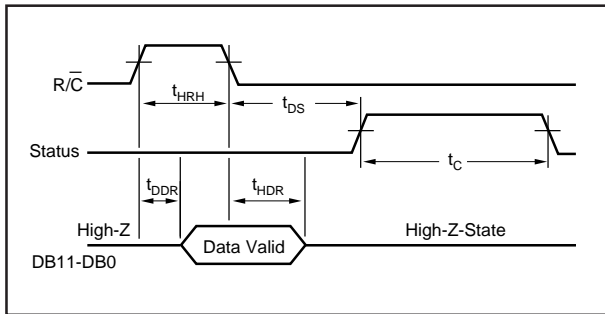 R/C̅
t_HRH
t_DS
Status
t_C
t_DDR
t_HDR
High-Z
Data Valid
High-Z-State
DB11-DB0